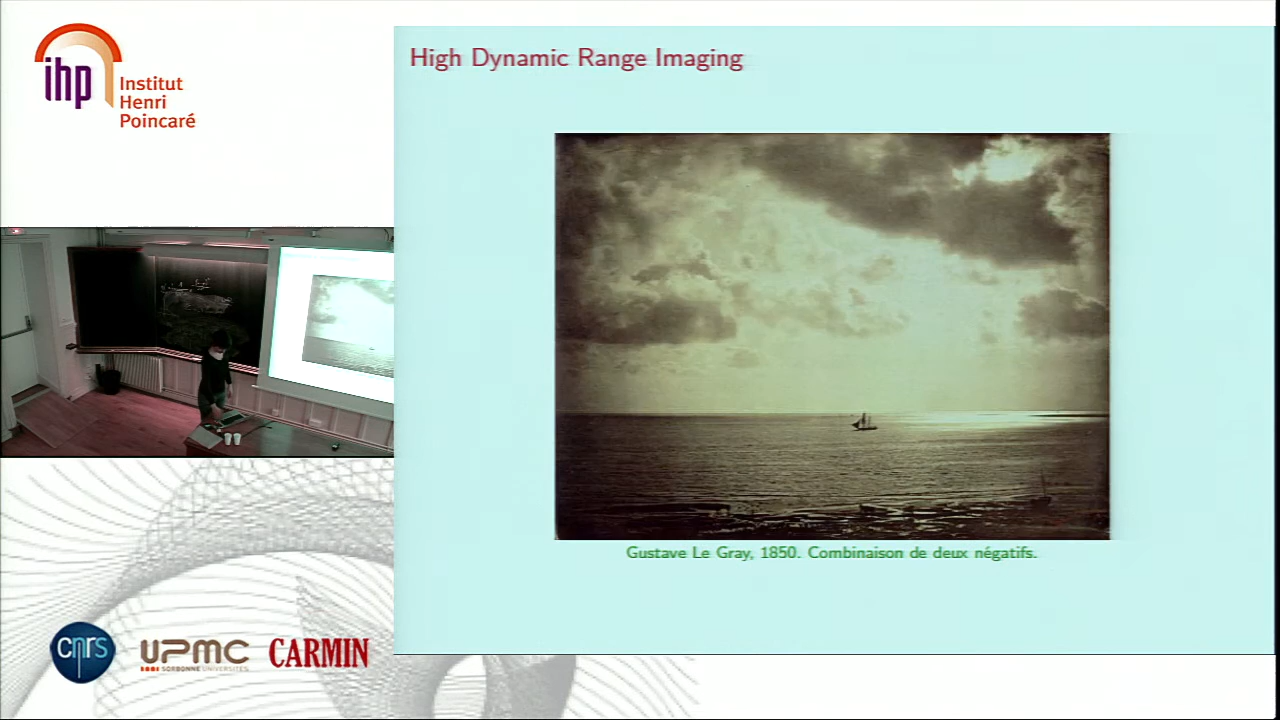 ihp
Institut
Henri
Poincaré
High Dynamic Range Imaging
Gustave Le Gray, 1850. Combinaison de deux négatifs.
cnrs
UPMC
SORBONNE UNIVERSITÉS
CARMIN